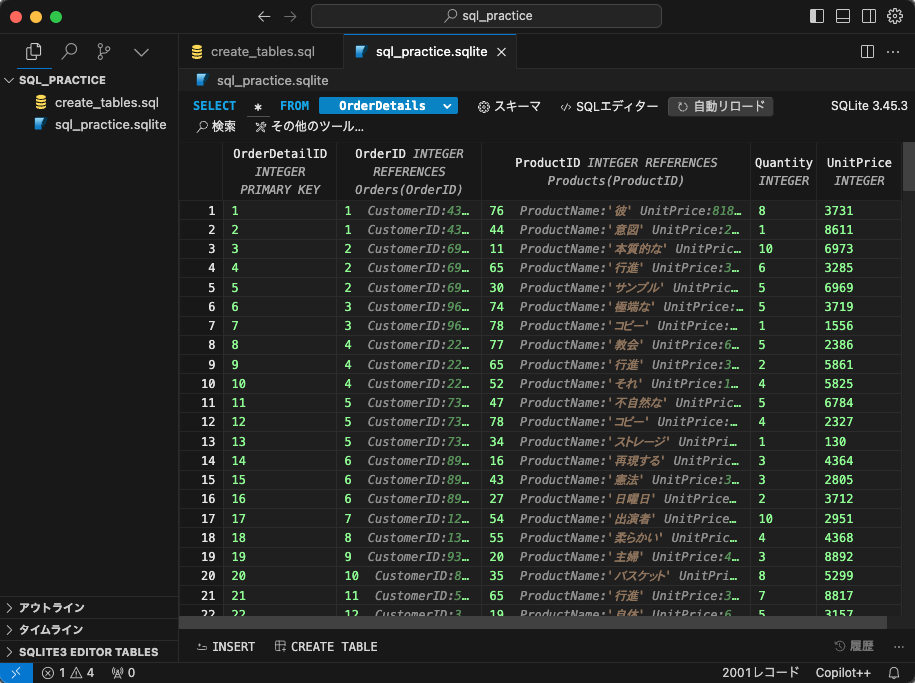 sql_practice
create_tables.sql
sql_practice.sqlite
SQL_PRACTICE
create_tables.sql
sql_practice.sqlite
sql_practice.sqlite
SELECT * FROM OrderDetails スキーマ SQLエディター 自動リロード SQLite 3.45.3
検索 その他のツール...
OrderDetailID INTEGER PRIMARY KEY
OrderID INTEGER REFERENCES Orders(OrderID)
ProductID INTEGER REFERENCES Products(ProductID)
Quantity INTEGER
UnitPrice INTEGER
1 1 1 CustomerID:43… 76 ProductName:'彼' UnitPrice:818… 8 3731
2 2 1 CustomerID:43… 44 ProductName:'意図' UnitPrice:2… 1 8611
3 3 2 CustomerID:69… 11 ProductName:'本質的な' UnitPric… 10 6973
4 4 2 CustomerID:69… 65 ProductName:'行進' UnitPrice:3… 6 3285
5 5 2 CustomerID:69… 30 ProductName:'サンプル' UnitPric… 5 6969
6 6 3 CustomerID:96… 74 ProductName:'極端な' UnitPrice:… 5 3719
7 7 3 CustomerID:96… 78 ProductName:'コピー' UnitPrice:… 1 1556
8 8 4 CustomerID:22… 77 ProductName:'教会' UnitPrice:6… 5 2386
9 9 4 CustomerID:22… 65 ProductName:'行進' UnitPrice:3… 2 5861
10 10 4 CustomerID:22… 52 ProductName:'それ' UnitPrice:1… 4 5825
11 11 5 CustomerID:73… 47 ProductName:'不自然な' UnitPric… 5 6784
12 12 5 CustomerID:73… 78 ProductName:'コピー' UnitPrice:… 4 2327
13 13 5 CustomerID:73… 34 ProductName:'ストレージ' UnitPri… 1 130
14 14 6 CustomerID:89… 16 ProductName:'再現する' UnitPric… 3 4364
15 15 6 CustomerID:89… 43 ProductName:'憲法' UnitPrice:3… 3 2805
16 16 6 CustomerID:89… 27 ProductName:'日曜日' UnitPrice… 2 3712
17 17 7 CustomerID:12… 54 ProductName:'出演者' UnitPrice… 10 2951
18 18 8 CustomerID:13… 55 ProductName:'柔らかい' UnitPric… 4 4368
19 19 9 CustomerID:93… 20 ProductName:'主婦' UnitPrice:4… 3 8892
20 20 10 CustomerID:8… 35 ProductName:'バスケット' UnitPri… 8 5299
21 21 11 CustomerID:5… 65 ProductName:'行進' UnitPrice:3… 7 8817
22 22 12 CustomerID:3… 19 ProductName:'自体' UnitPrice:6… 5 3157
アウトライン
タイムライン
SQLITE3 EDITOR TABLES
INSERT CREATE TABLE 履歴
1 4 0 2001レコード Copilot++